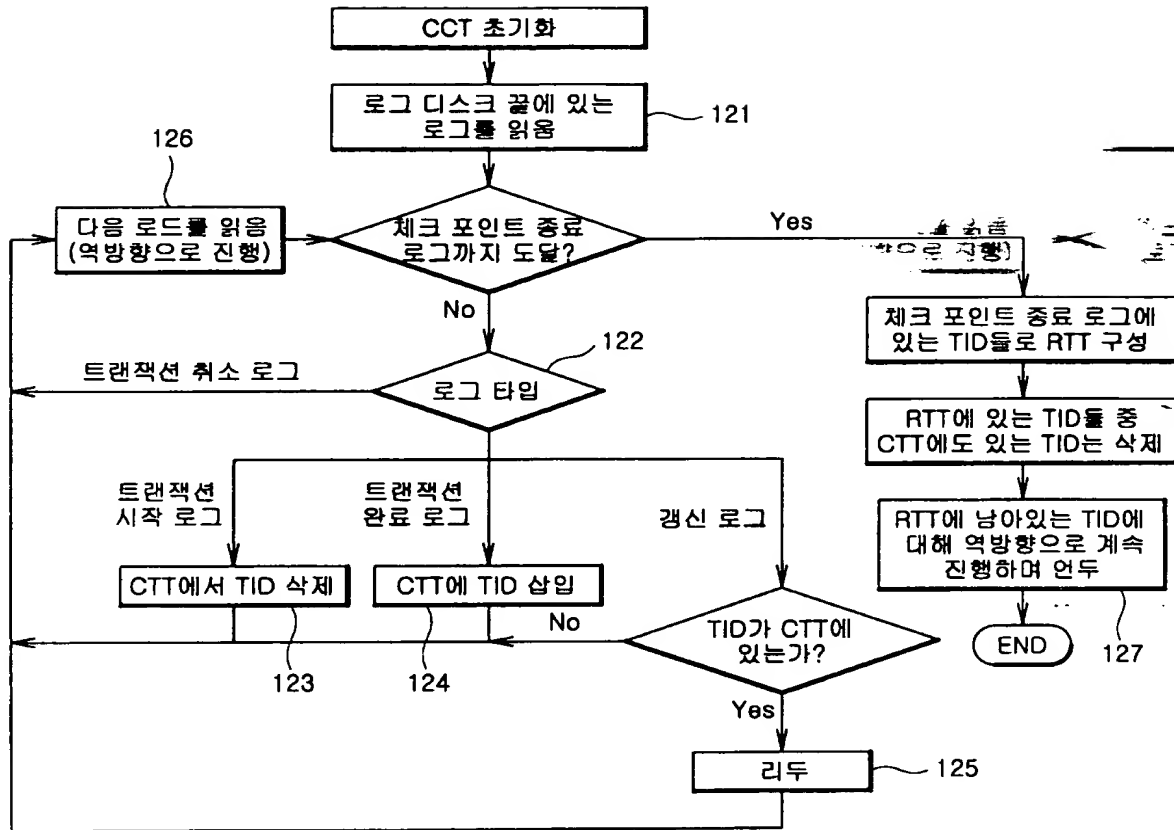 CCT 초기화
로그 디스크 끝에 있는
로그를 읽음
121
126
다음 로드를 읽음
(역방향으로 진행)
체크 포인트 종료
로그까지 도달?
Yes
향으로 진행)
No
체크 포인트 종료 로그에
있는 TID들로 RTT 구성
122
트랜잭션 취소 로그
로그 타입
RTT에 있는 TID들 중
CTT에도 있는 TID는 삭제
트랜잭션
시작 로그
트랜잭션
완료 로그
갱신 로그
RTT에 남아있는 TID에
대해 역방향으로 계속
진행하며 언두
CTT에서 TID 삭제
CTT에 TID 삽입
No
TID가 CTT에
있는가?
END
127
123
124
Yes
리두
125